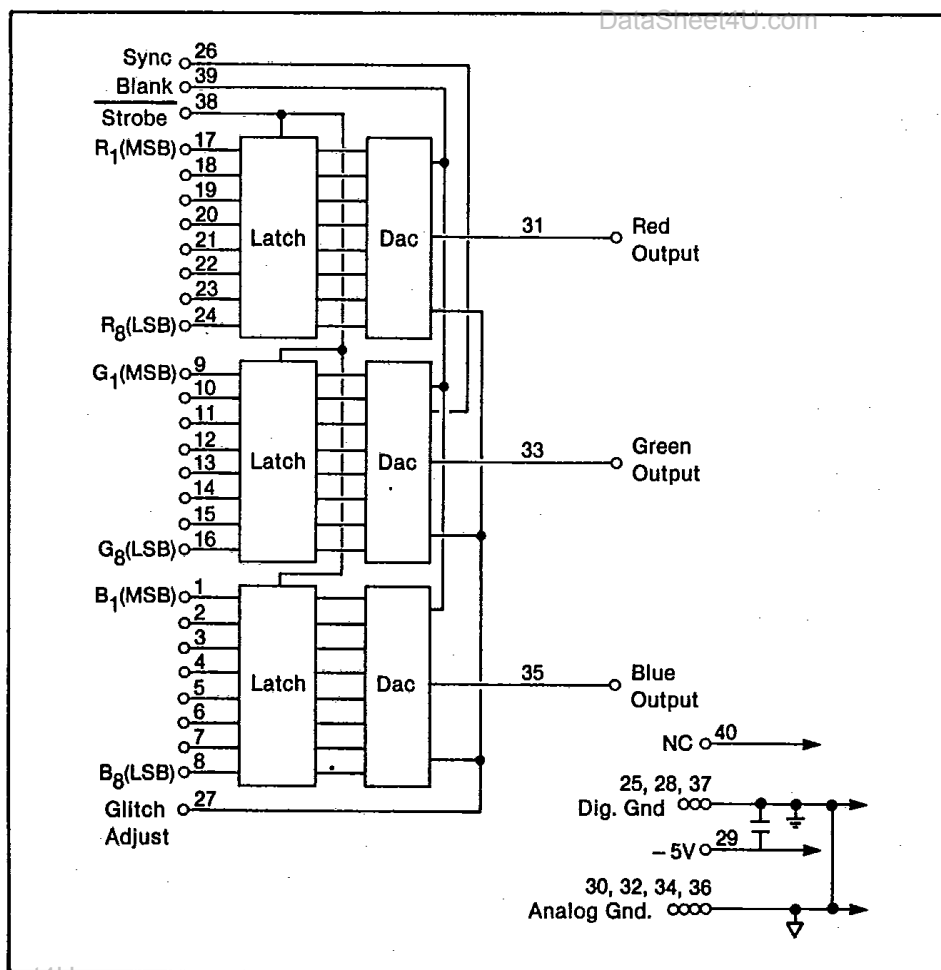 DataSheet4U.com
Sync 26
Blank 39
Strobe 38
R1(MSB) 17
18
19
20
21
22
23
R8(LSB) 24
Latch
Dac
31
Red
Output
G1(MSB) 9
10
11
12
13
14
15
G8(LSB) 16
Latch
Dac
33
Green
Output
B1(MSB) 1
2
3
4
5
6
7
B8(LSB) 8
Latch
Dac
35
Blue
Output
Glitch
Adjust
27
NC 40
25, 28, 37
Dig. Gnd
–5V 29
30, 32, 34, 36
Analog Gnd.